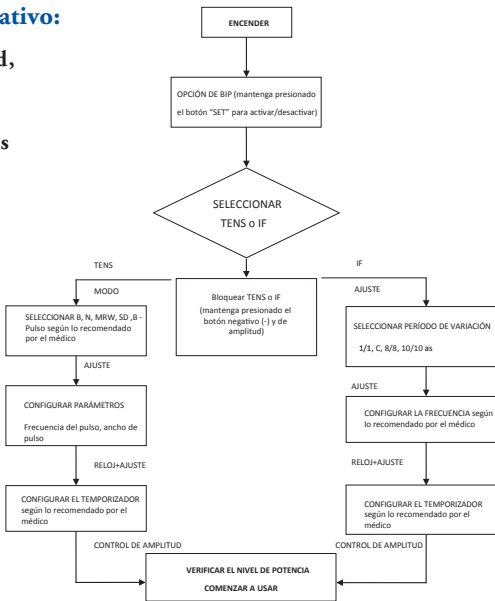 ativo:
d,
s
ENCENDER
OPCIÓN DE BIP (mantenga presionado
el botón “SET” para activar/desactivar)
SELECCIONAR
TENS o IF
TENS
MODO
IF
AJUSTE
Bloquear TENS o IF
(mantenga presionado el
botón negativo (-) y de
amplitud)
SELECCIONAR B, N, MRW, SD ,B -
Pulso según lo recomendado
por el médico
AJUSTE
CONFIGURAR PARÁMETROS
Frecuencia del pulso, ancho de
pulso
RELOJ+AJUSTE
CONFIGURAR EL TEMPORIZADOR
según lo recomendado por el
médico
CONTROL DE AMPLITUD
SELECCIONAR PERÍODO DE VARIACIÓN
1/1, C, 8/8, 10/10 as
AJUSTE
CONFIGURAR LA FRECUENCIA según
lo recomendado por el médico
RELOJ+AJUSTE
CONFIGURAR EL TEMPORIZADOR
según lo recomendado por el
médico
CONTROL DE AMPLITUD
VERIFICAR EL NIVEL DE POTENCIA
COMENZAR A USAR